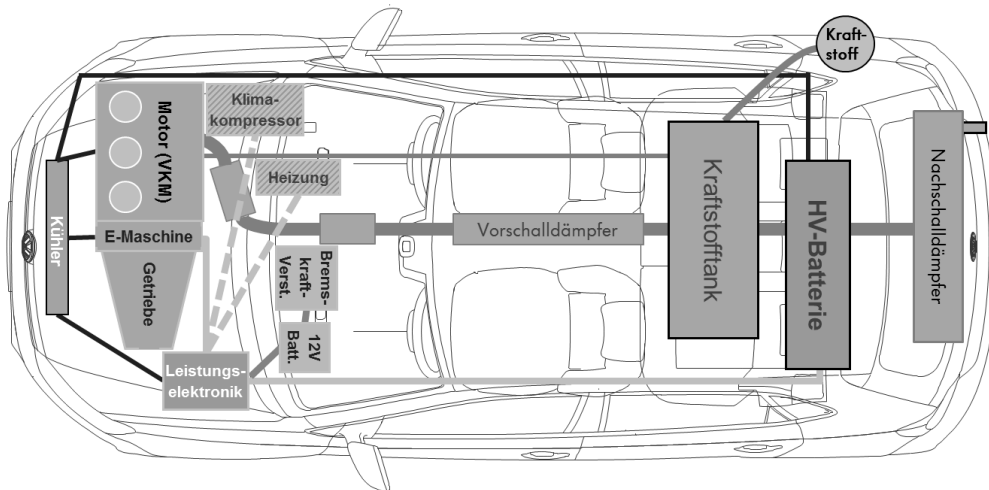 Kraft-
stoff
Klima-
kompressor
Motor (VKM)
Heizung
Kühler
E-Maschine
Getriebe
Brems-
kraft-
Verst.
12V
Batt.
Leistungs-
elektronik
Vorschalldämpfer
Kraftstofftank
HV-Batterie
Nachschalldämpfer